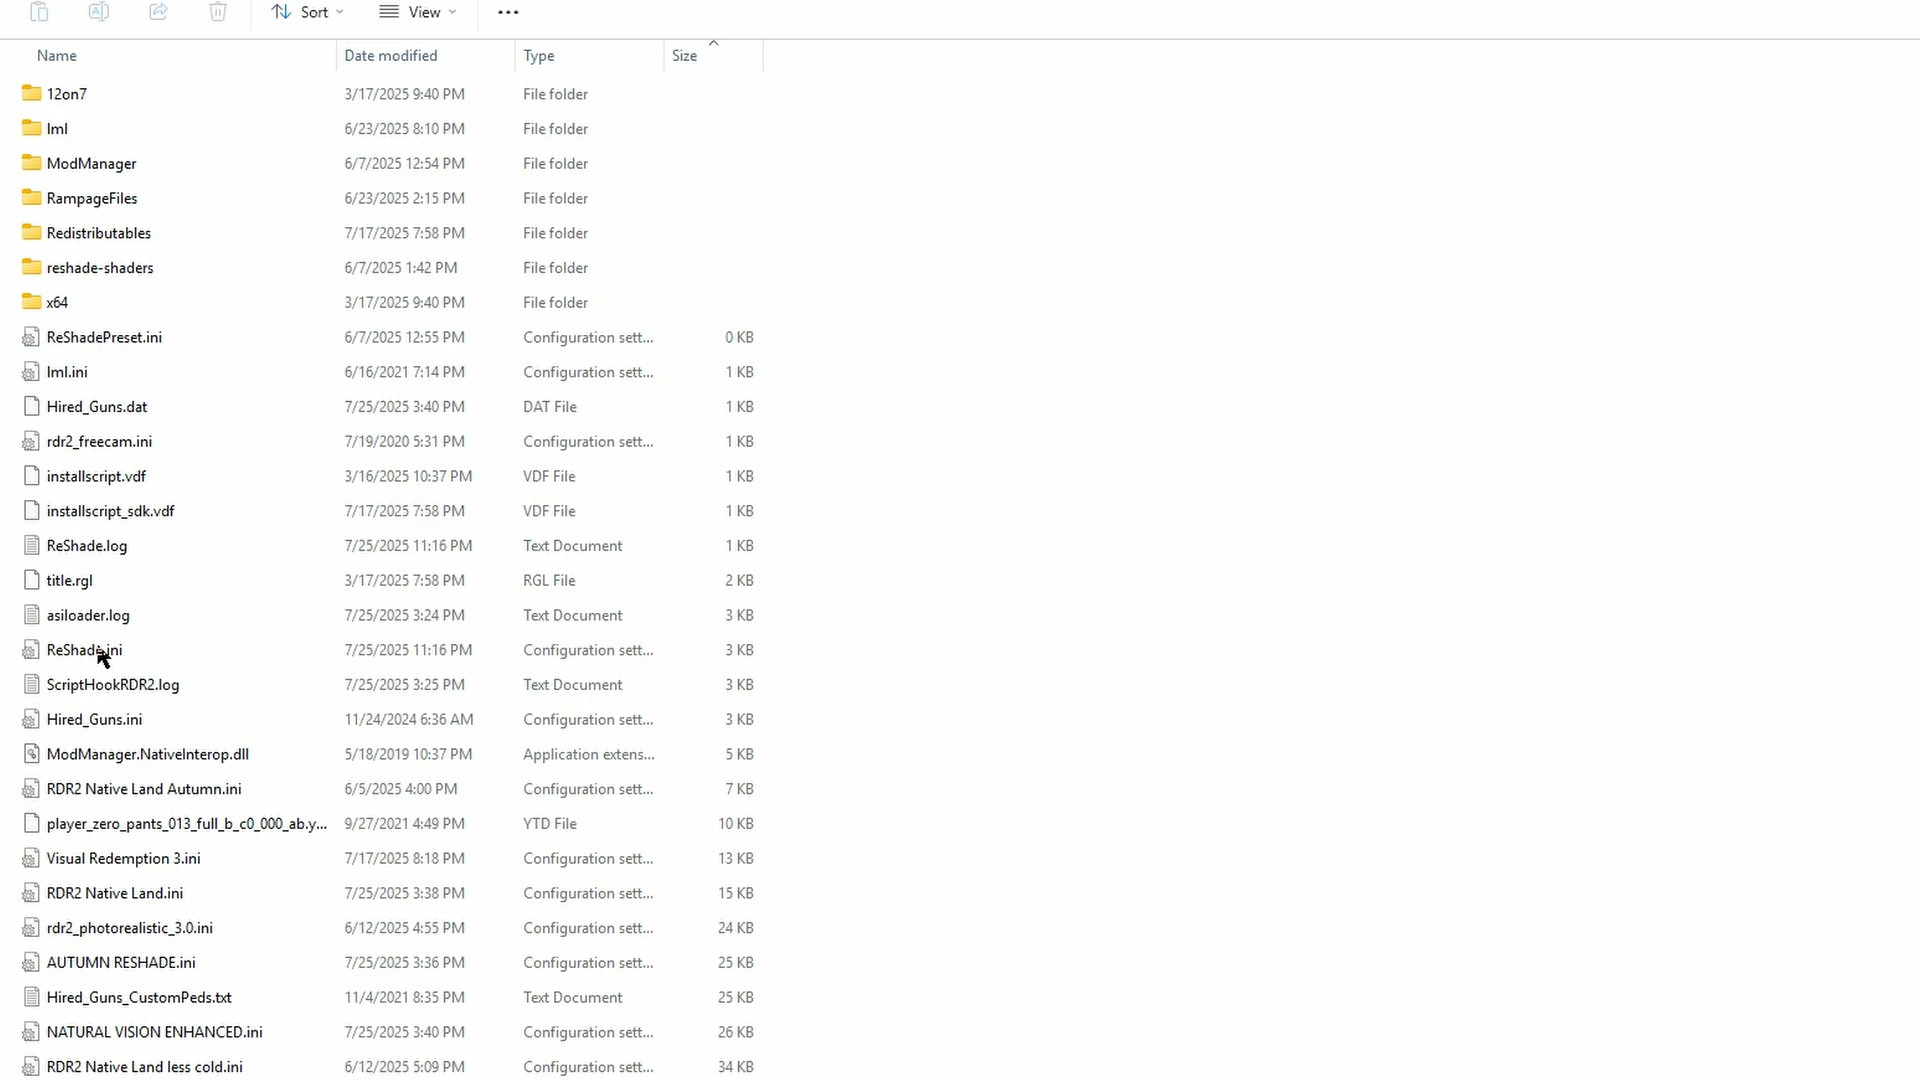 Sort View
Name Date modified Type Size
12on7 3/17/2025 9:40 PM File folder
lml 6/23/2025 8:10 PM File folder
ModManager 6/7/2025 12:54 PM File folder
RampageFiles 6/23/2025 2:15 PM File folder
Redistributables 7/17/2025 7:58 PM File folder
reshade-shaders 6/7/2025 1:42 PM File folder
x64 3/17/2025 9:40 PM File folder
ReShadePreset.ini 6/7/2025 12:55 PM Configuration sett... 0 KB
lml.ini 6/16/2021 7:14 PM Configuration sett... 1 KB
Hired_Guns.dat 7/25/2025 3:40 PM DAT File 1 KB
rdr2_freecam.ini 7/19/2020 5:31 PM Configuration sett... 1 KB
installscript.vdf 3/16/2025 10:37 PM VDF File 1 KB
installscript_sdk.vdf 7/17/2025 7:58 PM VDF File 1 KB
ReShade.log 7/25/2025 11:16 PM Text Document 1 KB
title.rgl 3/17/2025 7:58 PM RGL File 2 KB
asiloader.log 7/25/2025 3:24 PM Text Document 3 KB
ReShade.ini 7/25/2025 11:16 PM Configuration sett... 3 KB
ScriptHookRDR2.log 7/25/2025 3:25 PM Text Document 3 KB
Hired_Guns.ini 11/24/2024 6:36 AM Configuration sett... 3 KB
ModManager.NativeInterop.dll 5/18/2019 10:37 PM Application extens... 5 KB
RDR2 Native Land Autumn.ini 6/5/2025 4:00 PM Configuration sett... 7 KB
player_zero_pants_013_full_b_c0_000_ab.y... 9/27/2021 4:49 PM YTD File 10 KB
Visual Redemption 3.ini 7/17/2025 8:18 PM Configuration sett... 13 KB
RDR2 Native Land.ini 7/25/2025 3:38 PM Configuration sett... 15 KB
rdr2_photorealistic_3.0.ini 6/12/2025 4:55 PM Configuration sett... 24 KB
AUTUMN RESHADE.ini 7/25/2025 3:36 PM Configuration sett... 25 KB
Hired_Guns_CustomPeds.txt 11/4/2021 8:35 PM Text Document 25 KB
NATURAL VISION ENHANCED.ini 7/25/2025 3:40 PM Configuration sett... 26 KB
RDR2 Native Land less cold.ini 6/12/2025 5:09 PM Configuration sett... 34 KB